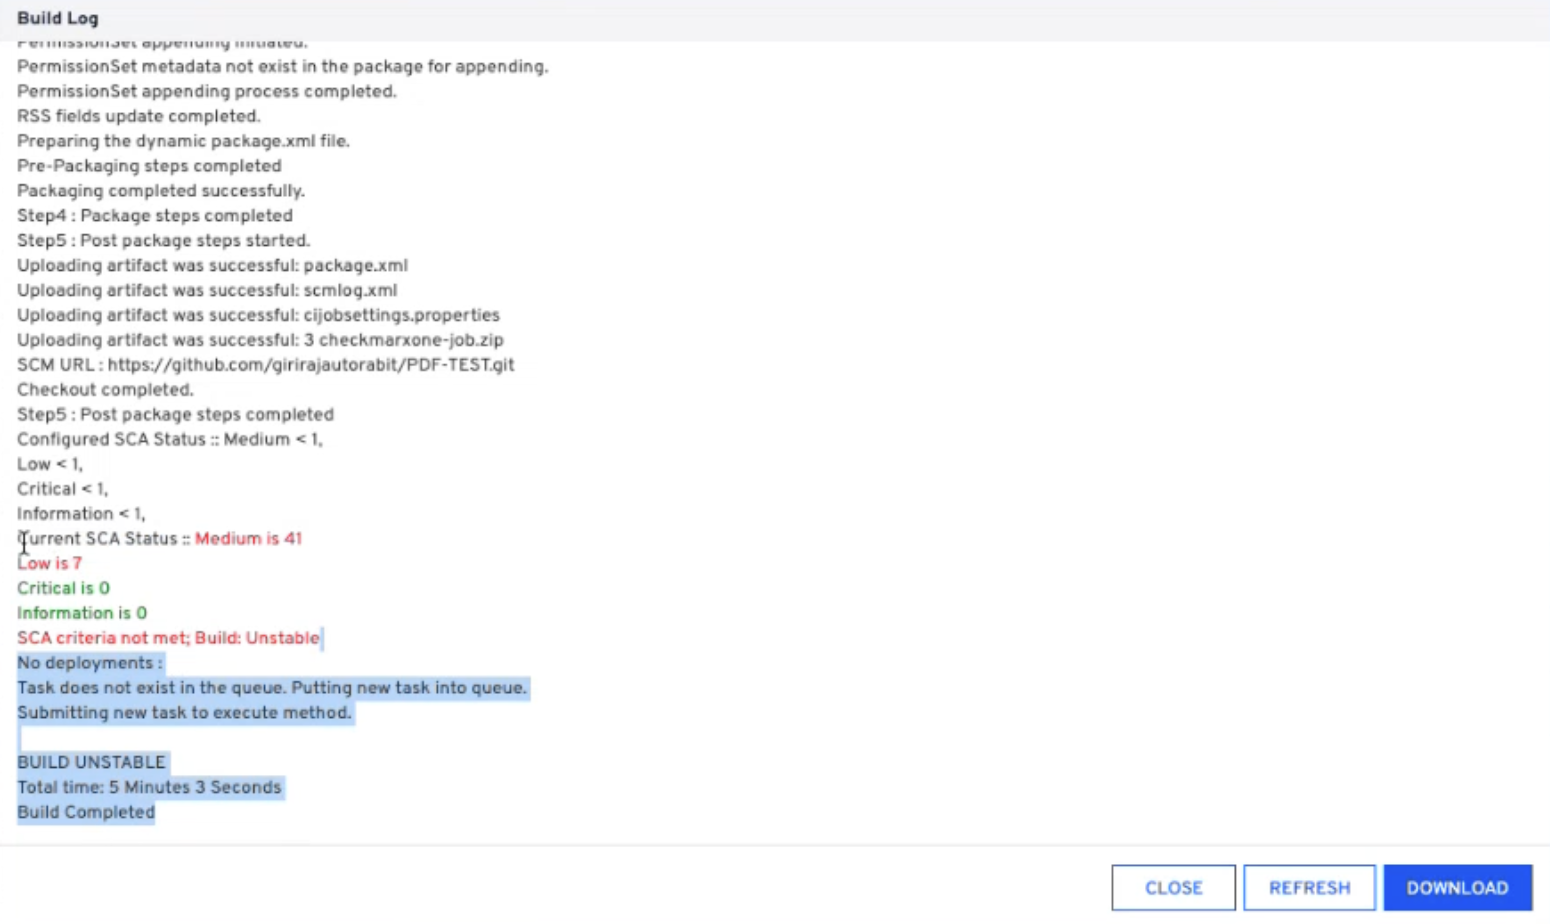 Build Log
PermissionSet appending initiated.
PermissionSet metadata not exist in the package for appending.
PermissionSet appending process completed.
RSS fields update completed.
Preparing the dynamic package.xml file.
Pre-Packaging steps completed
Packaging completed successfully.
Step4 : Package steps completed
Step5 : Post package steps started.
Uploading artifact was successful: package.xml
Uploading artifact was successful: scmlog.xml
Uploading artifact was successful: cijobsettings.properties
Uploading artifact was successful: 3 checkmarxone-job.zip
SCM URL : https://github.com/girirajautorabit/PDF-TEST.git
Checkout completed.
Step5 : Post package steps completed
Configured SCA Status :: Medium < 1,
Low < 1,
Critical < 1,
Information < 1,
Current SCA Status :: Medium is 41
Low is 7
Critical is 0
Information is 0
SCA criteria not met; Build: Unstable
No deployments :
Task does not exist in the queue. Putting new task into queue.
Submitting new task to execute method.
BUILD UNSTABLE
Total time: 5 Minutes 3 Seconds
Build Completed
CLOSE
REFRESH
DOWNLOAD